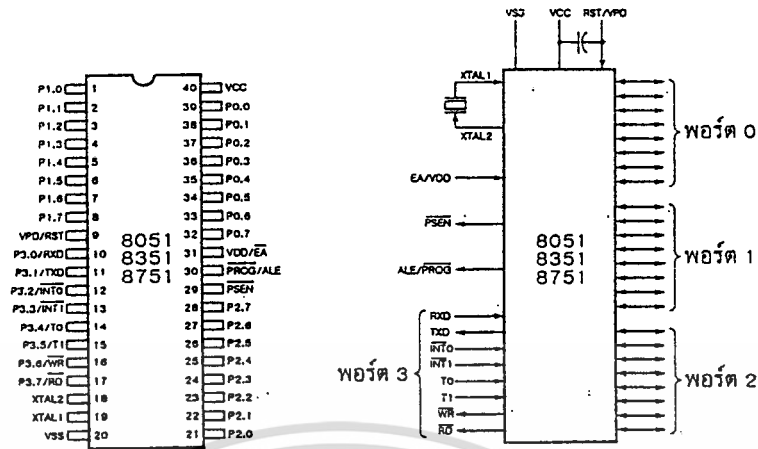 P1.0 1 40 VCC
P1.1 2 39 P0.0
P1.2 3 38 P0.1
P1.3 4 37 P0.2
P1.4 5 36 P0.3
P1.5 6 35 P0.4
P1.6 7 34 P0.5
P1.7 8 33 P0.6
VPD/RST 9 32 P0.7
P3.0/RXD 10 31 VDD/EA
P3.1/TXD 11 30 PROG/ALE
P3.2/INT0 12 29 PSEN
P3.3/INT1 13 28 P2.7
P3.4/T0 14 27 P2.6
P3.5/T1 15 26 P2.5
P3.6/WR 16 25 P2.4
P3.7/RD 17 24 P2.3
XTAL2 18 23 P2.2
XTAL1 19 22 P2.1
VSS 20 21 P2.0
8051
8351
8751
VSS VCC RST/VPD
XTAL1
XTAL2
EA/VDD
PSEN
ALE/PROG
8051
8351
8751
พอร์ต 0
พอร์ต 1
พอร์ต 2
พอร์ต 3
RXD
TXD
INT0
INT1
T0
T1
WR
RD